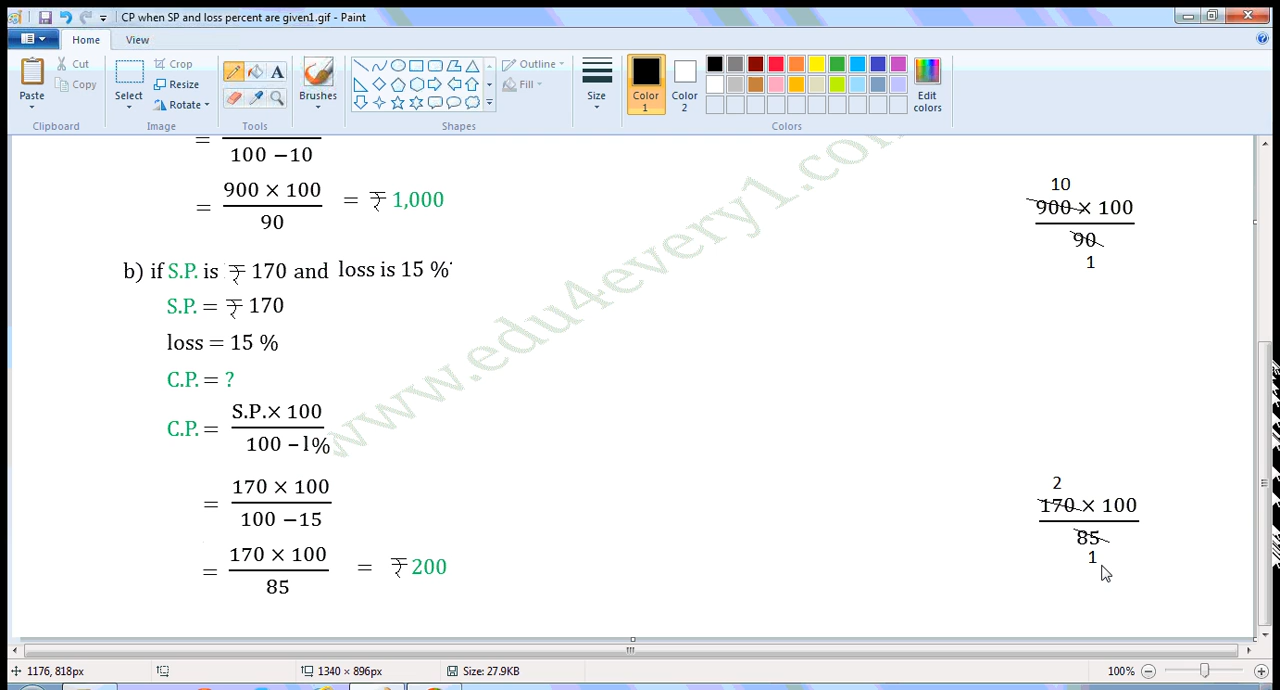 CP when SP and loss percent are given1.gif - Paint
Home View
Paste
Cut
Copy
Clipboard
Select
Crop
Resize
Rotate
Image
A
Tools
Brushes
Outline
Fill
Shapes
Size
Color 1
Color 2
Edit colors
Colors
=
100 – 10
= 900 × 100 / 90 = ₹ 1,000
10
900 × 100
90
1
b) if S.P. is ₹ 170 and loss is 15 %
S.P. = ₹ 170
loss = 15 %
C.P. = ?
C.P. = S.P. × 100 / 100 – l%
= 170 × 100 / 100 – 15
= 170 × 100 / 85 = ₹ 200
2
170 × 100
85
1
www.edu4every1.com
1176, 818px
1340 × 896px
Size: 27.9KB
100%